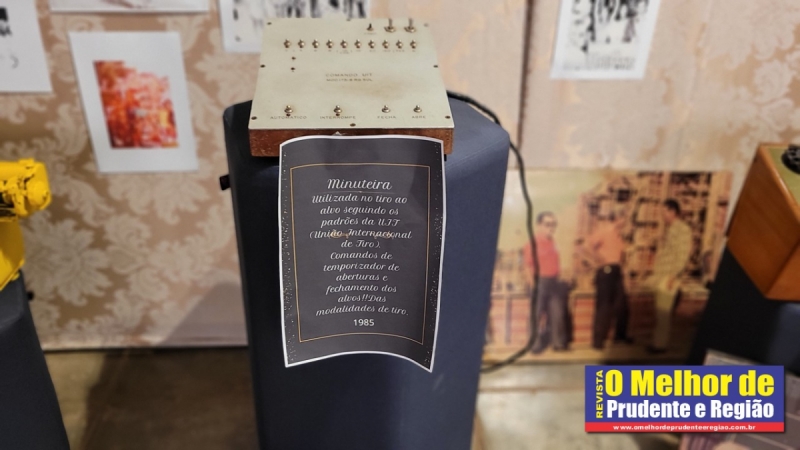 COMANDO UIT
AUTOMATICO INTERROMPE FECHA ABRE
Minuteira
Utilizada no tiro ao
alvo seguindo os
padrões da U.I.T
(União Internacional
de Tiro).
Comandos de
temporizador de
aberturas e
fechamento dos
alvos!!Das
modalidades de tiro.
1985
REVISTA
O Melhor de
Prudente e Região
www.omelhordeprudenteeregiao.com.br